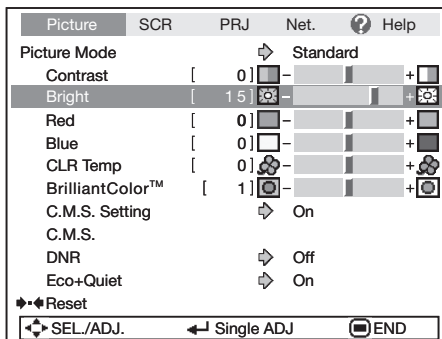 Picture SCR PRJ Net. ? Help
Picture Mode Standard
Contrast [ 0] - +
Bright [ 15] - +
Red [ 0] - +
Blue [ 0] - +
CLR Temp [ 0] - +
BrilliantColor™ [ 1] - +
C.M.S. Setting On
C.M.S.
DNR Off
Eco+Quiet On
Reset
SEL./ADJ. Single ADJ END